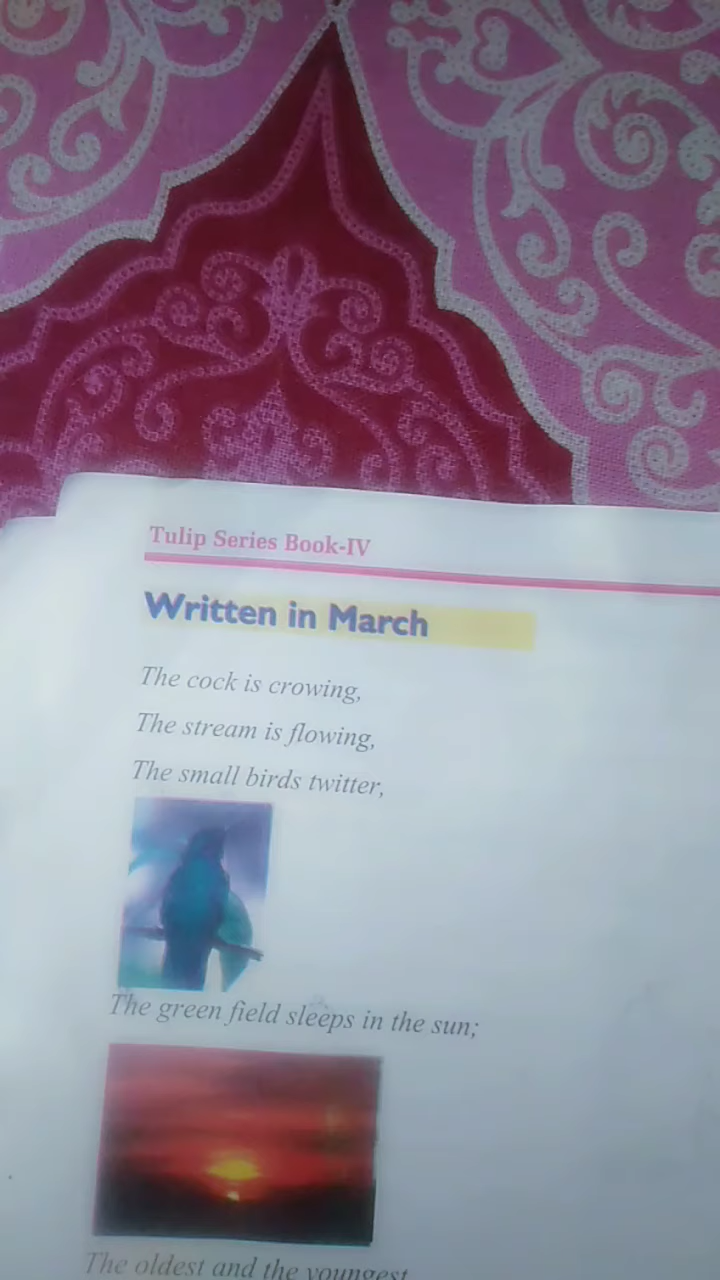 Tulip Series Book-IV
Written in March
The cock is crowing,
The stream is flowing,
The small birds twitter,
The green field sleeps in the sun;
The oldest and the youngest